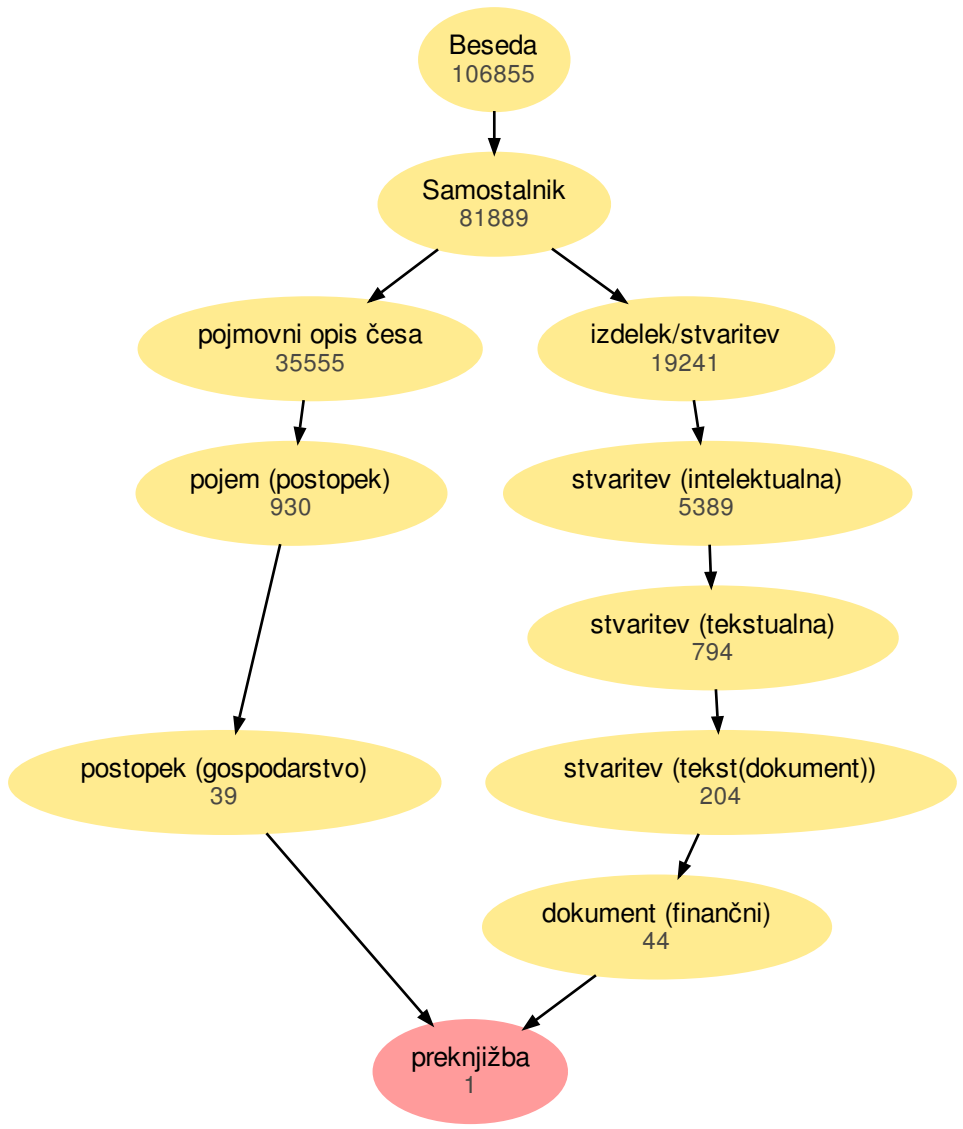 Beseda
106855
Samostalnik
81889
pojmovni opis česa
35555
izdelek/stvaritev
19241
pojem (postopek)
930
stvaritev (intelektualna)
5389
stvaritev (tekstualna)
794
postopek (gospodarstvo)
39
stvaritev (tekst(dokument))
204
dokument (finančni)
44
preknjižba
1